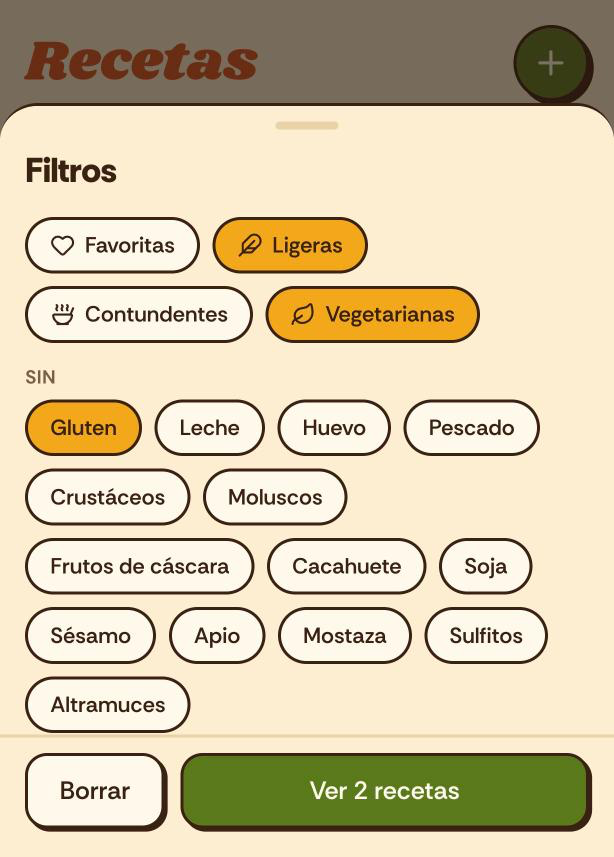 Recetas
Filtros
Favoritas Ligeras
Contundentes Vegetarianas
SIN
Gluten Leche Huevo Pescado
Crustáceos Moluscos
Frutos de cáscara Cacahuete Soja
Sésamo Apio Mostaza Sulfitos
Altramuces
Borrar Ver 2 recetas